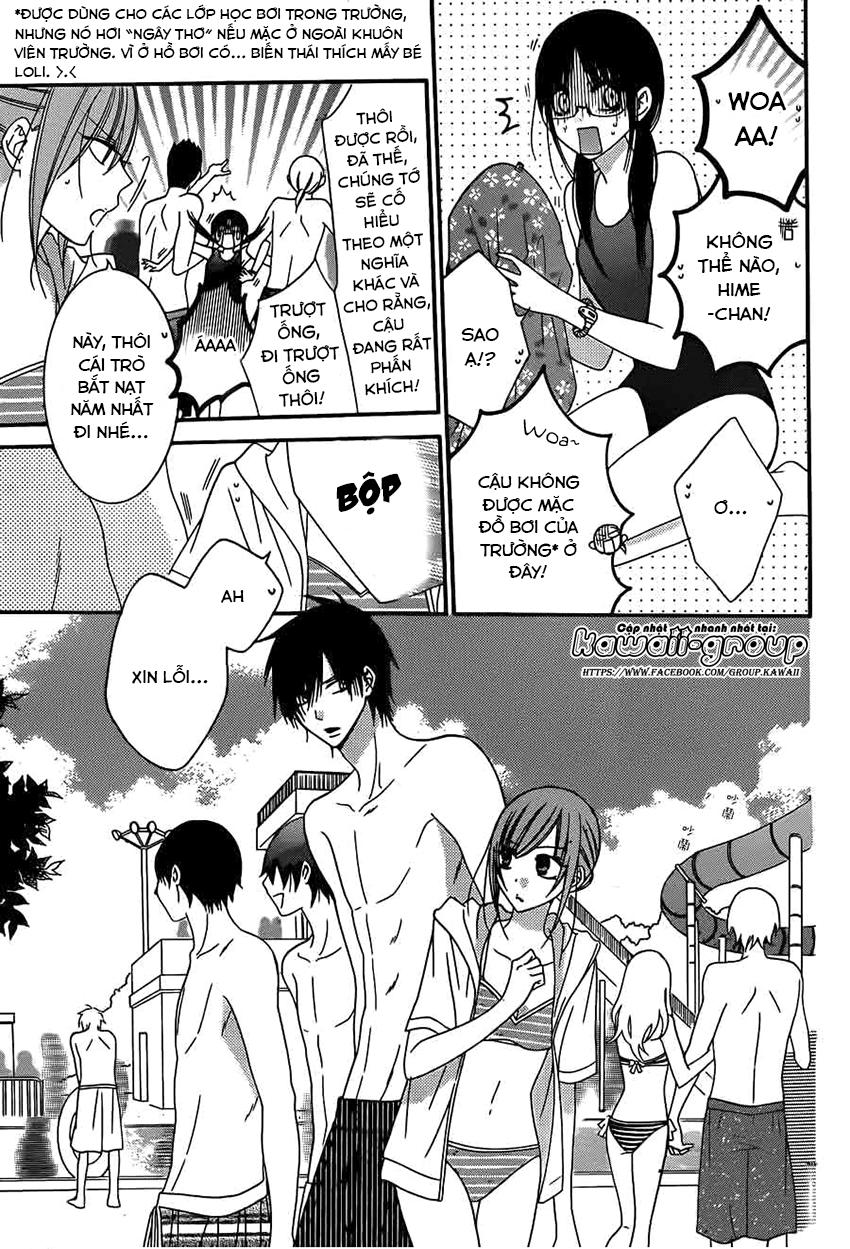 *ĐƯỢC DÙNG CHO CÁC LỚP HỌC BƠI TRONG TRƯỜNG,
NHƯNG NÓ HƠI "NGÂY THƠ" NẾU MẶC Ở NGOÀI KHUÔN
VIÊN TRƯỜNG. VÌ Ở HỒ BƠI CÓ... BIẾN THÁI THÍCH MẤY BÉ
LOLI. >.<
WOA
AA!
KHÔNG
THỂ NÀO,
HIME
-CHAN!
SAO
Ạ!?
Woa~
CẬU KHÔNG
ĐƯỢC MẶC
ĐỒ BƠI CỦA
TRƯỜNG* Ở
ĐÂY!
Ơ...
THÔI
ĐƯỢC RỒI,
ĐÃ THẾ,
CHÚNG TỚ
SẼ CỐ
HIỂU
THEO MỘT
NGHĨA
KHÁC VÀ
CHO RẰNG,
CẬU
ĐANG RẤT
PHẤN
KHÍCH!
TRƯỢT
ỐNG,
ĐI TRƯỢT
ỐNG
THÔI!
ÁAAA
NÀY, THÔI
CÁI TRÒ
BẮT NẠT
NĂM NHẤT
ĐI NHÉ...
BỘP
AH
XIN LỖI...
Cập nhật nhanh nhất tại:
kawaii-group
HTTPS://WWW.FACEBOOK.COM/GROUP.KAWAII
吵
鬧
吵
鬧